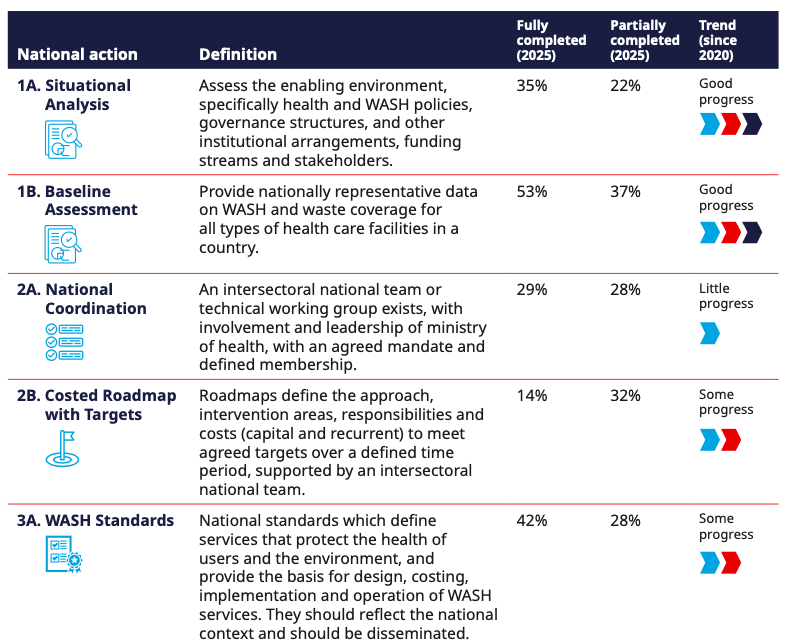 National action Definition Fully completed (2025) Partially completed (2025) Trend (since 2020)
1A. Situational
Analysis
Assess the enabling environment,
specifically health and WASH policies,
governance structures, and other
institutional arrangements, funding
streams and stakeholders.
35%
22%
Good
progress
1B. Baseline
Assessment
Provide nationally representative data
on WASH and waste coverage for
all types of health care facilities in a
country.
53%
37%
Good
progress
2A. National
Coordination
An intersectoral national team or
technical working group exists, with
involvement and leadership of ministry
of health, with an agreed mandate and
defined membership.
29%
28%
Little
progress
2B. Costed Roadmap
with Targets
Roadmaps define the approach,
intervention areas, responsibilities and
costs (capital and recurrent) to meet
agreed targets over a defined time
period, supported by an intersectoral
national team.
14%
32%
Some
progress
3A. WASH Standards
National standards which define
services that protect the health of
users and the environment, and
provide the basis for design, costing,
implementation and operation of WASH
services. They should reflect the national
context and should be disseminated.
42%
28%
Some
progress